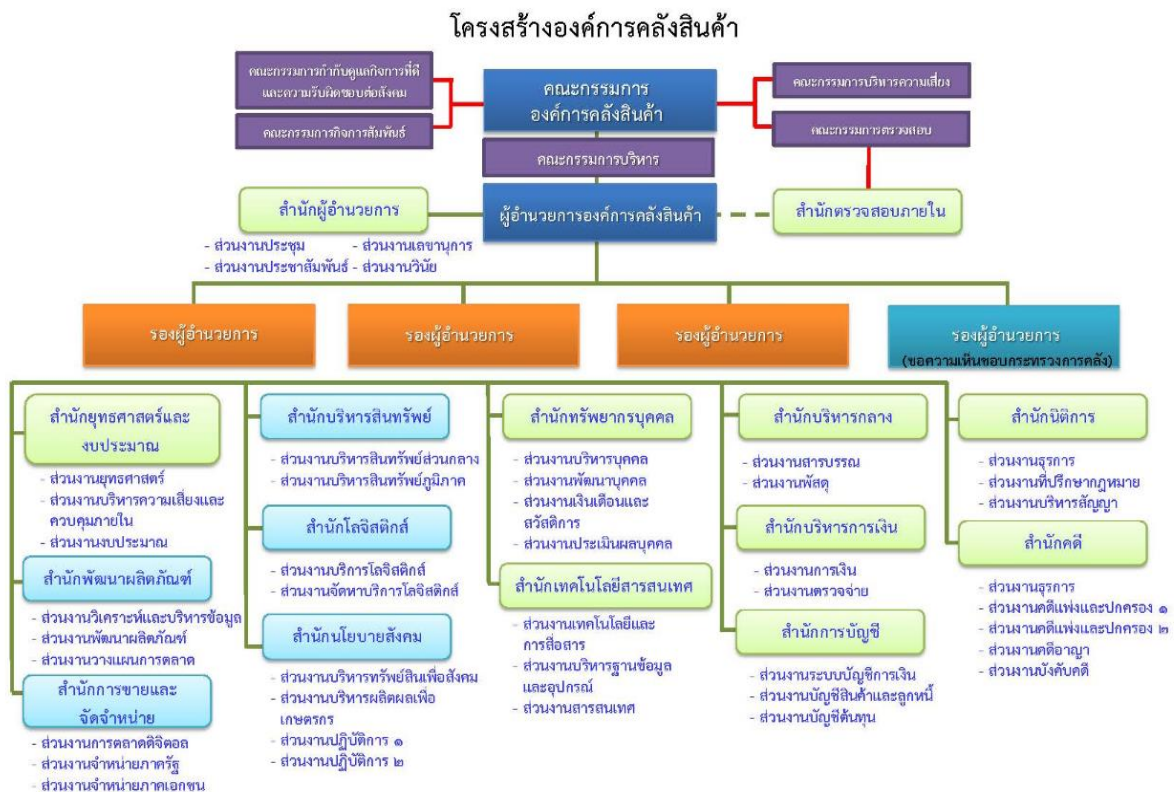 โครงสร้างองค์การคลังสินค้า
คณะกรรมการกำกับดูแลกิจการที่ดี
และความรับผิดชอบต่อสังคม
คณะกรรมการกิจการสัมพันธ์
คณะกรรมการ
องค์การคลังสินค้า
คณะกรรมการบริหารความเสี่ยง
คณะกรรมการตรวจสอบ
คณะกรรมการบริหาร
สำนักผู้อำนวยการ
ผู้อำนวยการองค์การคลังสินค้า
สำนักตรวจสอบภายใน
- ส่วนงานประชุม
- ส่วนงานเลขานุการ
- ส่วนงานประชาสัมพันธ์
- ส่วนงานวินัย
รองผู้อำนวยการ
รองผู้อำนวยการ
รองผู้อำนวยการ
รองผู้อำนวยการ
(ขอความเห็นชอบกระทรวงการคลัง)
สำนักยุทธศาสตร์และ
งบประมาณ
- ส่วนงานยุทธศาสตร์
- ส่วนงานบริหารความเสี่ยงและ
ควบคุมภายใน
- ส่วนงานงบประมาณ
สำนักพัฒนาผลิตภัณฑ์
- ส่วนงานวิเคราะห์และบริหารข้อมูล
- ส่วนงานพัฒนาผลิตภัณฑ์
- ส่วนงานวางแผนการตลาด
สำนักการขายและ
จัดจำหน่าย
- ส่วนงานการตลาดดิจิตอล
- ส่วนงานจำหน่ายภาครัฐ
- ส่วนงานจำหน่ายภาคเอกชน
สำนักบริหารสินทรัพย์
- ส่วนงานบริหารสินทรัพย์ส่วนกลาง
- ส่วนงานบริหารสินทรัพย์ภูมิภาค
สำนักโลจิสติกส์
- ส่วนงานบริการโลจิสติกส์
- ส่วนงานจัดหาบริการโลจิสติกส์
สำนักนโยบายสังคม
- ส่วนงานบริหารทรัพย์สินเพื่อสังคม
- ส่วนงานบริหารผลิตผลเพื่อ
เกษตรกร
- ส่วนงานปฏิบัติการ ๑
- ส่วนงานปฏิบัติการ ๒
สำนักทรัพยากรบุคคล
- ส่วนงานบริหารบุคคล
- ส่วนงานพัฒนาบุคคล
- ส่วนงานเงินเดือนและ
สวัสดิการ
- ส่วนงานประเมินผลบุคคล
สำนักเทคโนโลยีสารสนเทศ
- ส่วนงานเทคโนโลยีและ
การสื่อสาร
- ส่วนงานบริหารฐานข้อมูล
และอุปกรณ์
- ส่วนงานสารสนเทศ
สำนักบริหารกลาง
- ส่วนงานสารบรรณ
- ส่วนงานพัสดุ
สำนักบริหารการเงิน
- ส่วนงานการเงิน
- ส่วนงานตรวจจ่าย
สำนักการบัญชี
- ส่วนงานระบบบัญชีการเงิน
- ส่วนงานบัญชีสินค้าและลูกหนี้
- ส่วนงานบัญชีต้นทุน
สำนักนิติการ
- ส่วนงานธุรการ
- ส่วนงานที่ปรึกษากฎหมาย
- ส่วนงานบริหารสัญญา
สำนักคดี
- ส่วนงานธุรการ
- ส่วนงานคดีแพ่งและปกครอง ๑
- ส่วนงานคดีแพ่งและปกครอง ๒
- ส่วนงานคดีอาญา
- ส่วนงานบังคับคดี